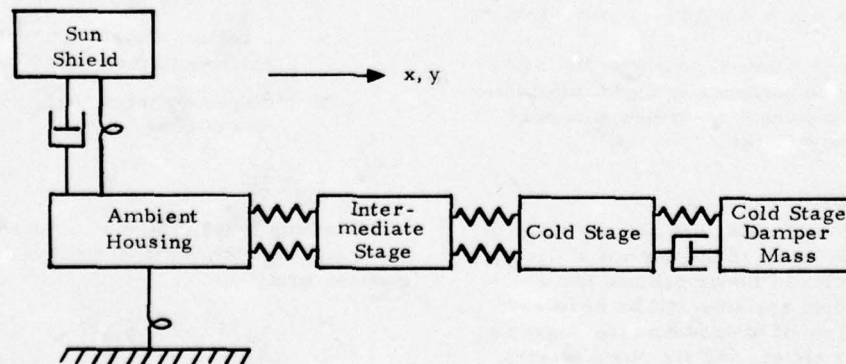 Sun
Shield
x, y
Ambient
Housing
Inter-
mediate
Stage
Cold Stage
Cold Stage
Damper
Mass